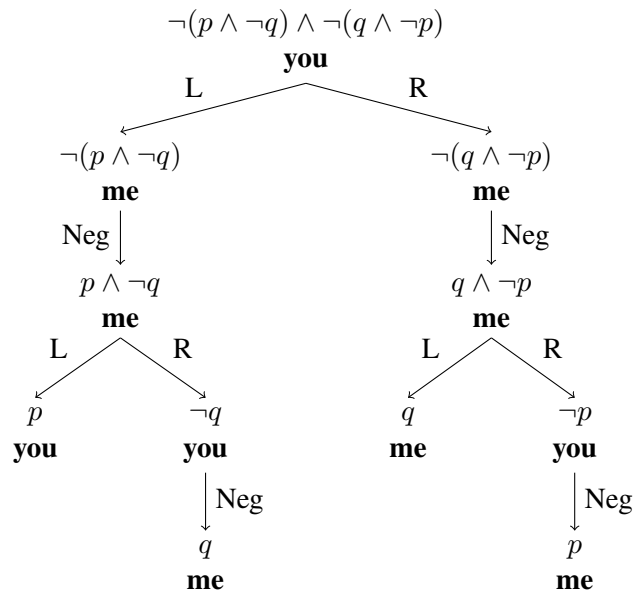 ¬(p ∧ ¬q) ∧ ¬(q ∧ ¬p)
you
L R
¬(p ∧ ¬q) ¬(q ∧ ¬p)
me me
Neg Neg
p ∧ ¬q q ∧ ¬p
me me
L R L R
p ¬q q ¬p
you you me you
Neg Neg
q p
me me